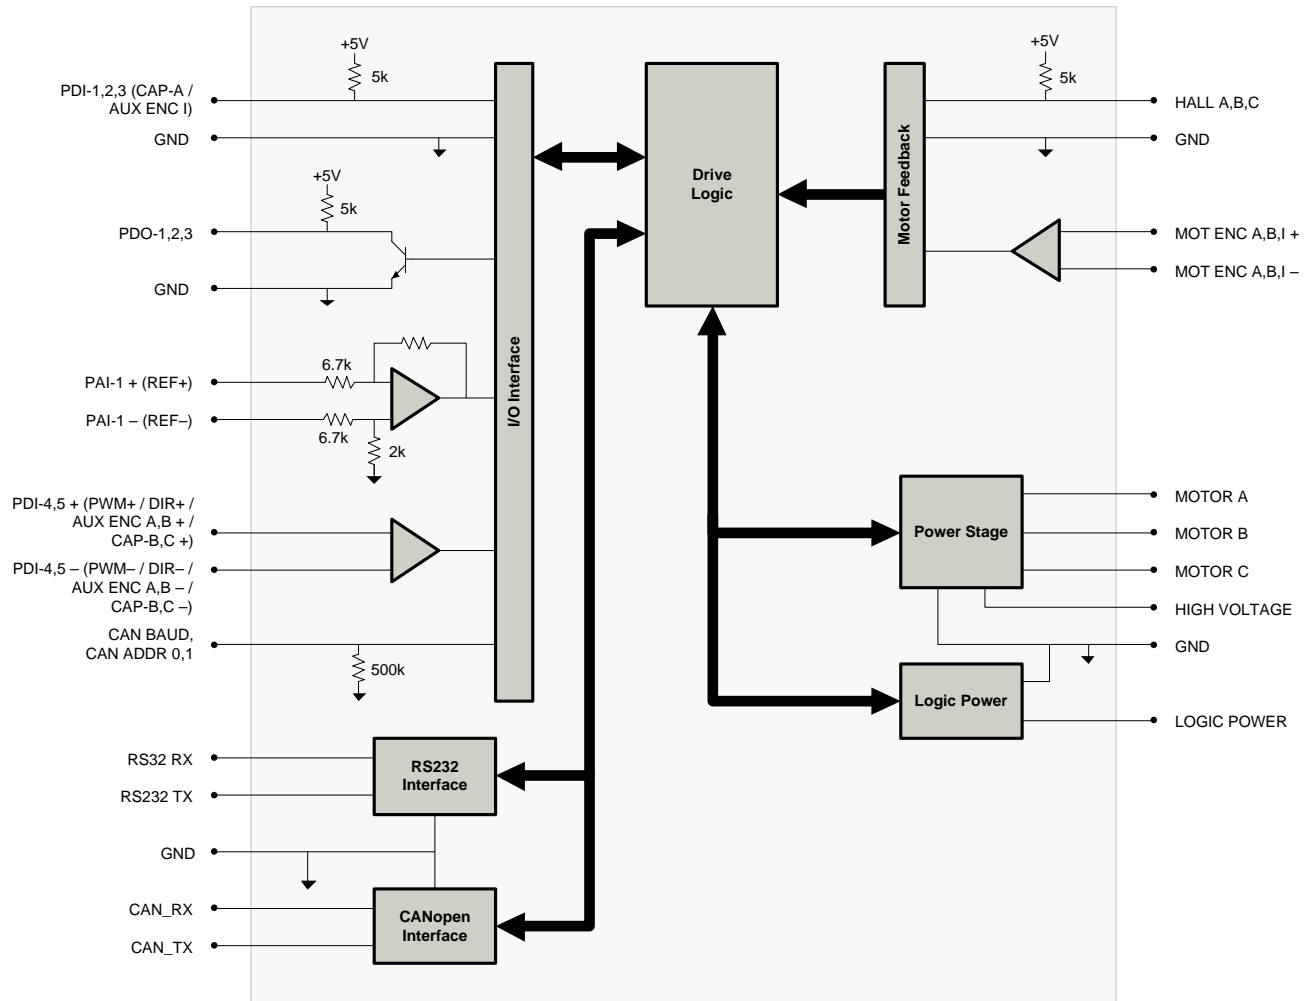 +5V
5k
PDI-1,2,3 (CAP-A /
AUX ENC I)
GND
+5V
5k
PDO-1,2,3
GND
6.7k
PAI-1 + (REF+)
PAI-1 – (REF–)
6.7k
2k
PDI-4,5 + (PWM+ / DIR+ /
AUX ENC A,B + /
CAP-B,C +)
PDI-4,5 – (PWM– / DIR– /
AUX ENC A,B – /
CAP-B,C –)
CAN BAUD,
CAN ADDR 0,1
500k
RS32 RX
RS232 TX
GND
CAN_RX
CAN_TX
I/O Interface
RS232
Interface
CANopen
Interface
Drive
Logic
Motor Feedback
+5V
5k
HALL A,B,C
GND
MOT ENC A,B,I +
MOT ENC A,B,I –
Power Stage
MOTOR A
MOTOR B
MOTOR C
HIGH VOLTAGE
GND
Logic Power
LOGIC POWER